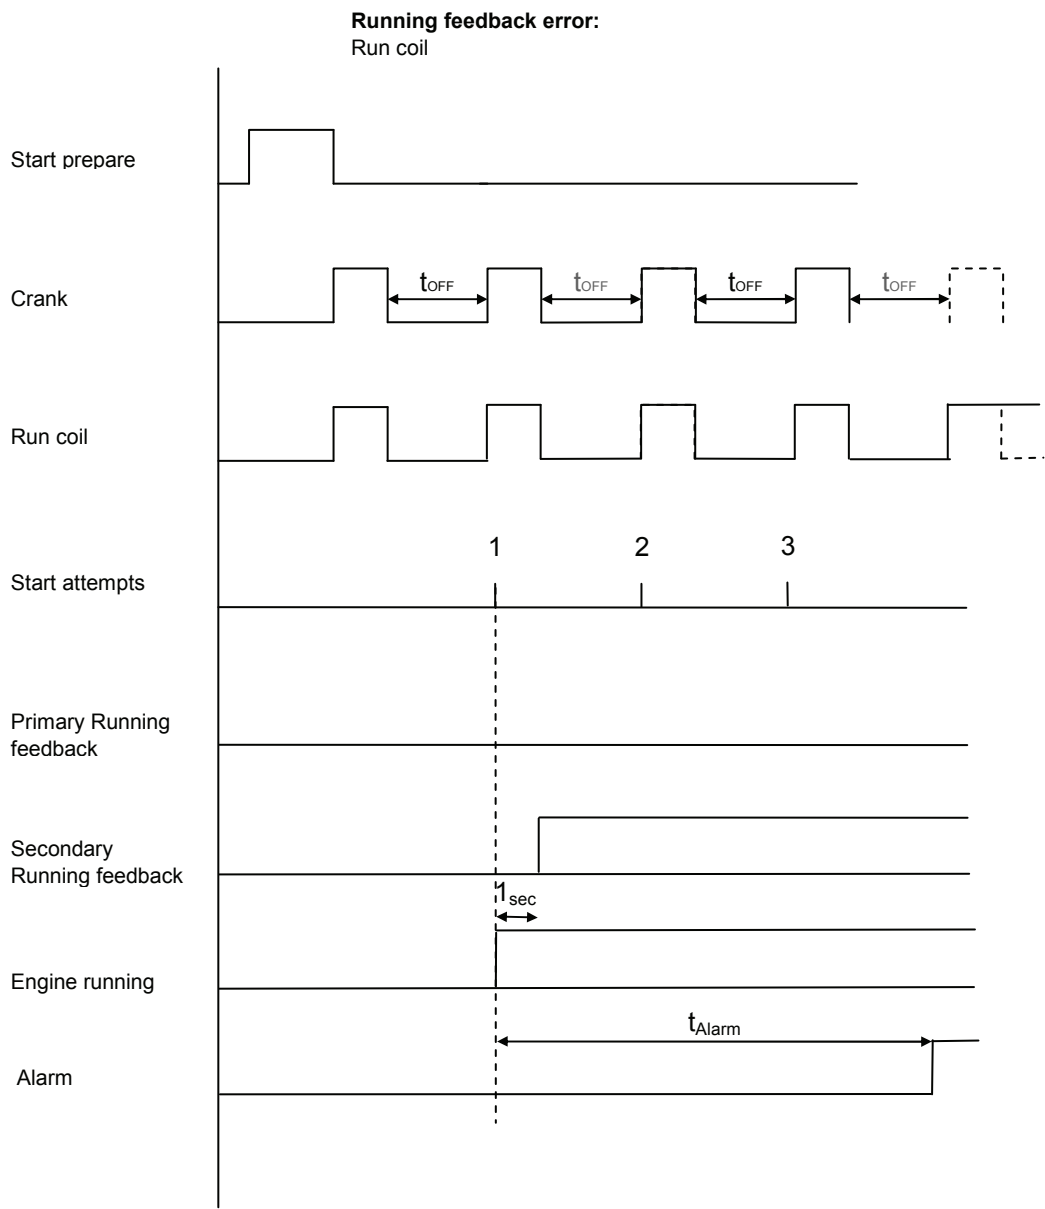 Running feedback error:
Run coil
Start prepare
Crank
tOFF tOFF tOFF tOFF
Run coil
1 2 3
Start attempts
Primary Running
feedback
Secondary
Running feedback
1sec
Engine running
tAlarm
Alarm